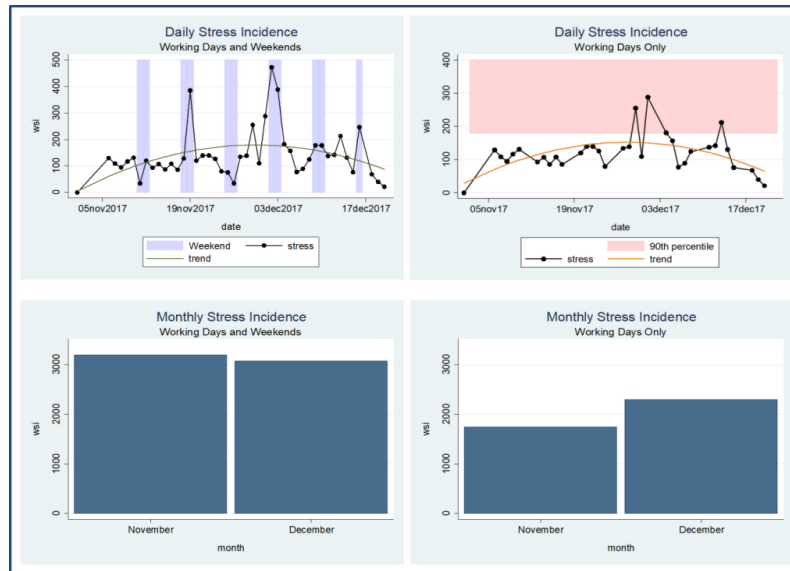 Daily Stress Incidence
Working Days and Weekends
500
400
300
200
100
0
wsi
05nov2017 19nov2017 03dec2017 17dec2017
date
Weekend stress
trend
Daily Stress Incidence
Working Days Only
400
300
200
100
0
wsi
05nov17 19nov17 03dec17 17dec17
date
90th percentile
stress trend
Monthly Stress Incidence
Working Days and Weekends
3000
2000
1000
0
wsi
November December
month
Monthly Stress Incidence
Working Days Only
3000
2000
1000
0
wsi
November December
month